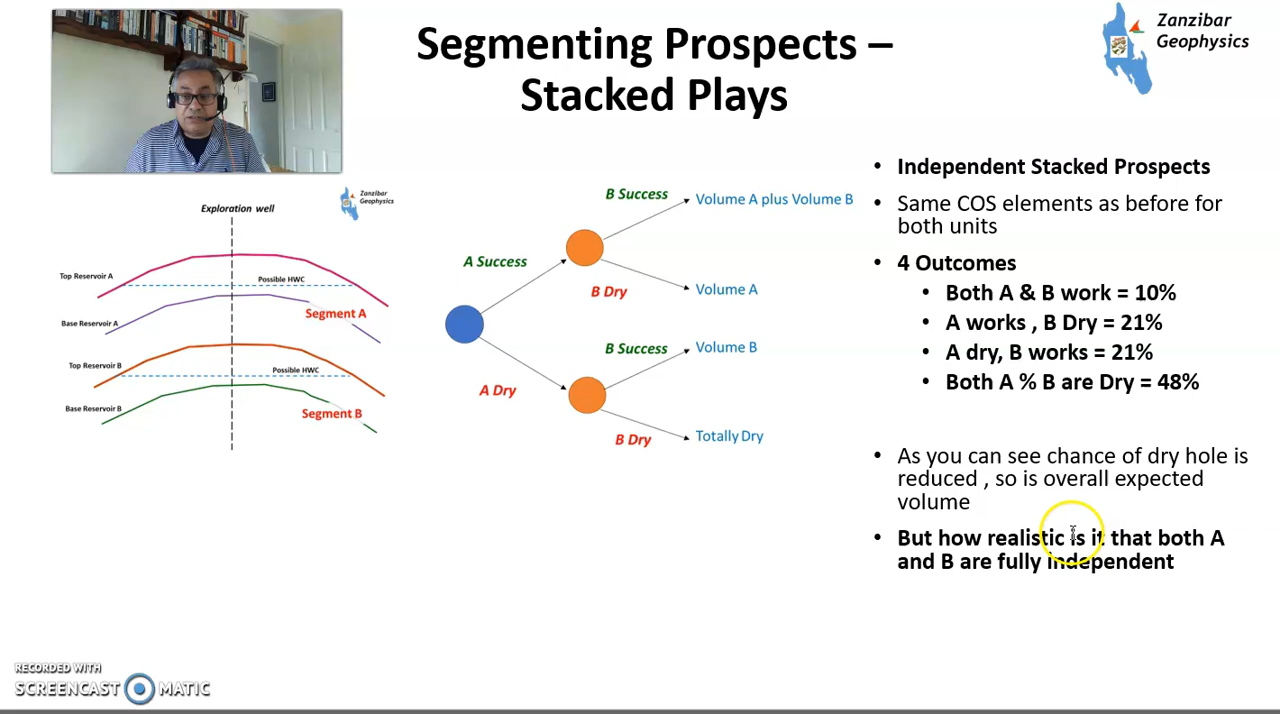 Segmenting Prospects –
Stacked Plays
Zanzibar
Geophysics
Exploration well
Zanzibar
Geophysics
Top Reservoir A
Possible HWC
Base Reservoir A
Segment A
Top Reservoir B
Possible HWC
Base Reservoir B
Segment B
B Success
Volume A plus Volume B
A Success
B Dry
Volume A
B Success
Volume B
A Dry
B Dry
Totally Dry
• Independent Stacked Prospects
• Same COS elements as before for
both units
• 4 Outcomes
• Both A & B work = 10%
• A works , B Dry = 21%
• A dry, B works = 21%
• Both A % B are Dry = 48%
• As you can see chance of dry hole is
reduced , so is overall expected
volume
• But how realistic is it that both A
and B are fully independent
RECORDED WITH
SCREENCAST MATIC